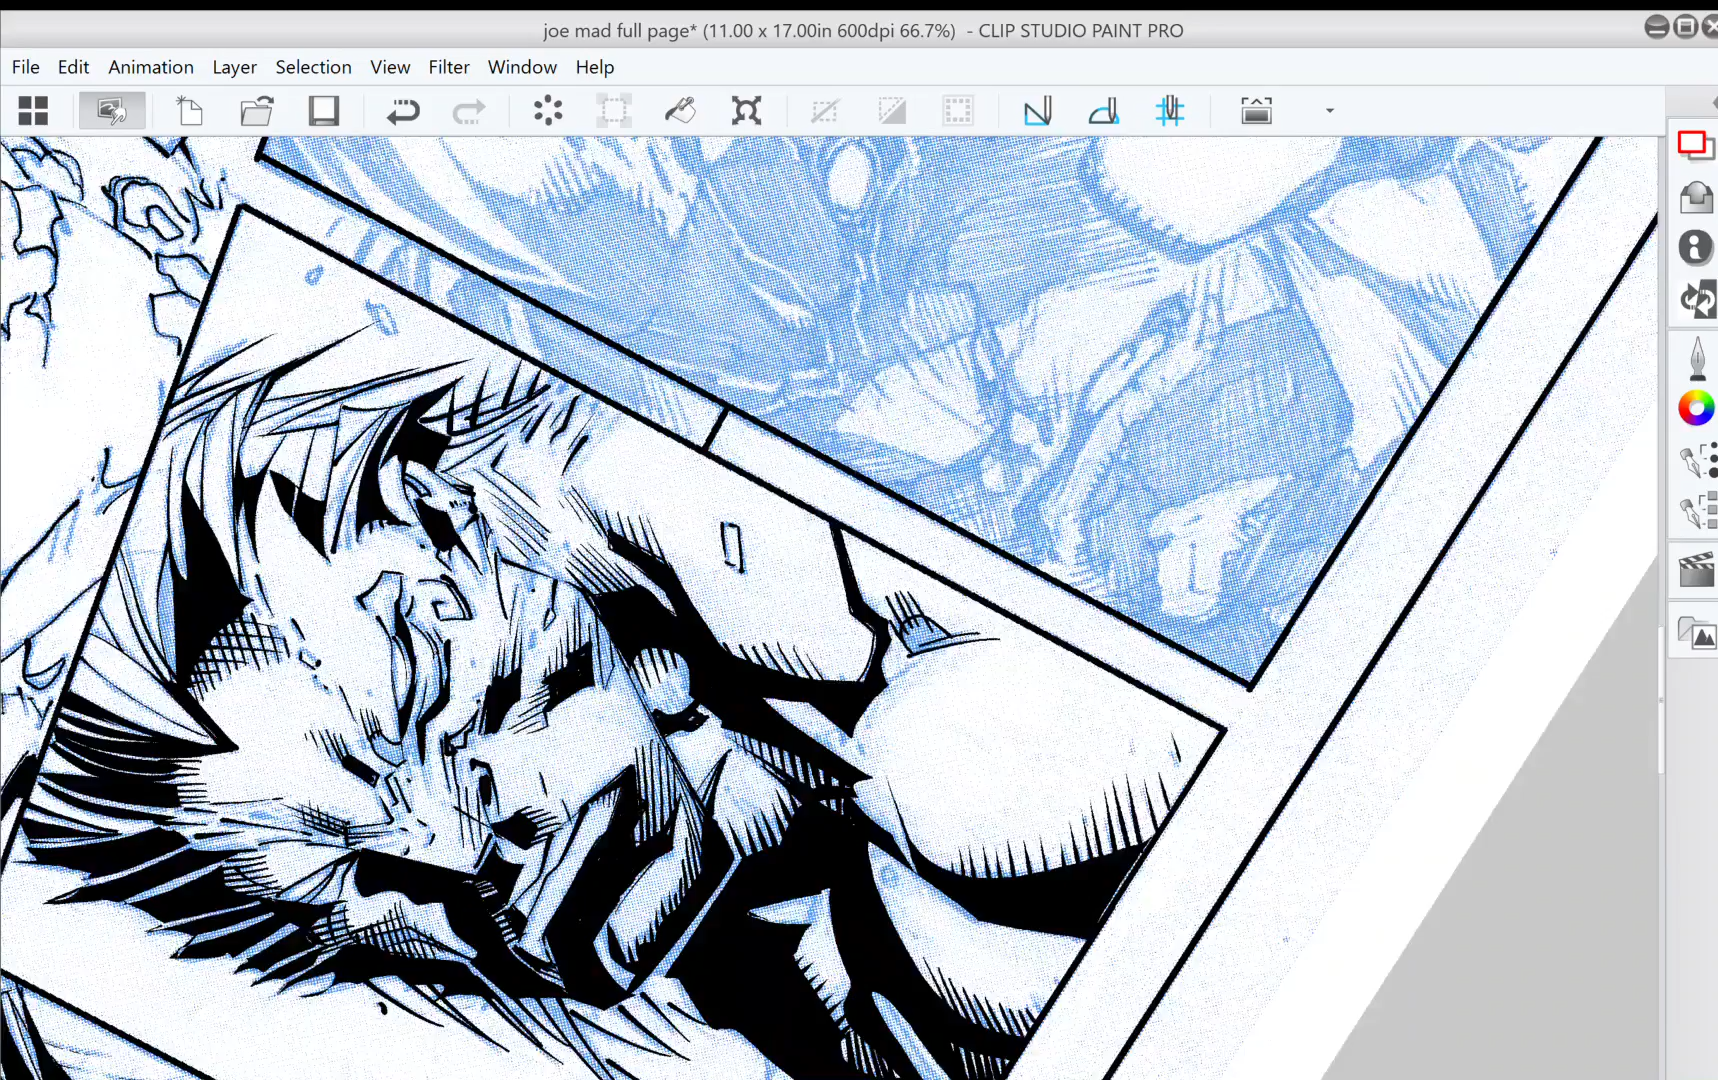 joe mad full page* (11.00 x 17.00in 600dpi 66.7%)  - CLIP STUDIO PAINT PRO
File Edit Animation Layer Selection View Filter Window Help